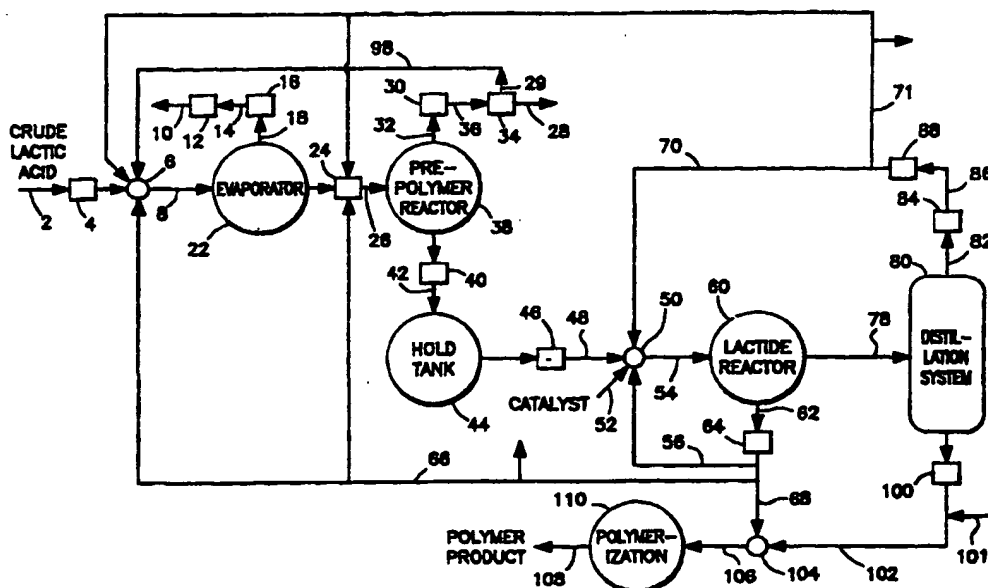 98
16
30
29
71
10
12
14
18
32
36
34
28
88
CRUDE
LACTIC
ACID
6
24
PRE-
POLYMER
REACTOR
70
86
84
EVAPORATOR
82
2
4
8
22
26
38
80
42
40
60
50
46
48
78
HOLD
TANK
LACTIDE
REACTOR
DISTIL-
LATION
SYSTEM
CATALYST
52
54
62
44
64
56
66
100
110
68
POLYMER
PRODUCT
POLYMER-
IZATION
101
108
106
104
102